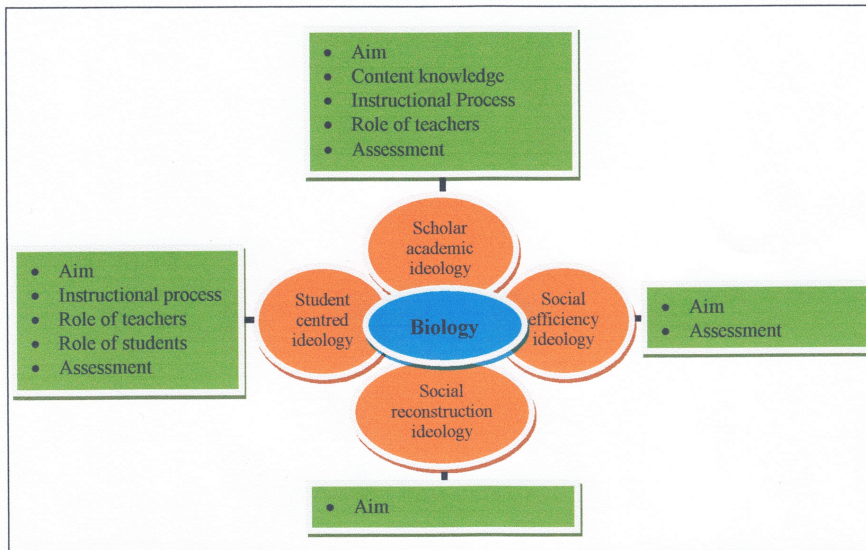 • Aim
• Content knowledge
• Instructional Process
• Role of teachers
• Assessment
Scholar
academic
ideology
• Aim
• Instructional process
• Role of teachers
• Role of students
• Assessment
Student
centred
ideology
Biology
Social
efficiency
ideology
• Aim
• Assessment
Social
reconstruction
ideology
• Aim